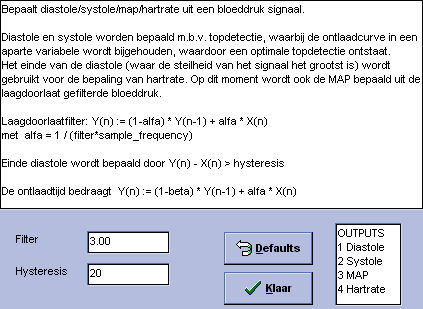 Bepaalt diastole/systole/map/hartrate uit een bloeddruk signaal.
Diastole en systole worden bepaald m.b.v. topdetectie, waarbij de ontlaadcurve in een
aparte variabele wordt bijgehouden, waardoor een optimale topdetectie ontstaat.
Het einde van de diastole (waar de steilheid van het signaal het grootst is) wordt
gebruikt voor de bepaling van hartrate. Op dit moment wordt ook de MAP bepaald uit de
laagdoorlaat gefilterde bloeddruk.
Laagdoorlaatfilter: Y(n) := (1-alfa) * Y(n-1) + alfa * X(n)
met alfa = 1 / (filter*sample_frequency)
Einde diastole wordt bepaald door Y(n) - X(n) > hysteresis
De ontlaadtijd bedraagt Y(n) := (1-beta) * Y(n-1) + alfa * X(n)
Filter
3.00
Hysteresis
20
Defaults
Klaar
OUTPUTS
1 Diastole
2 Systole
3 MAP
4 Hartrate